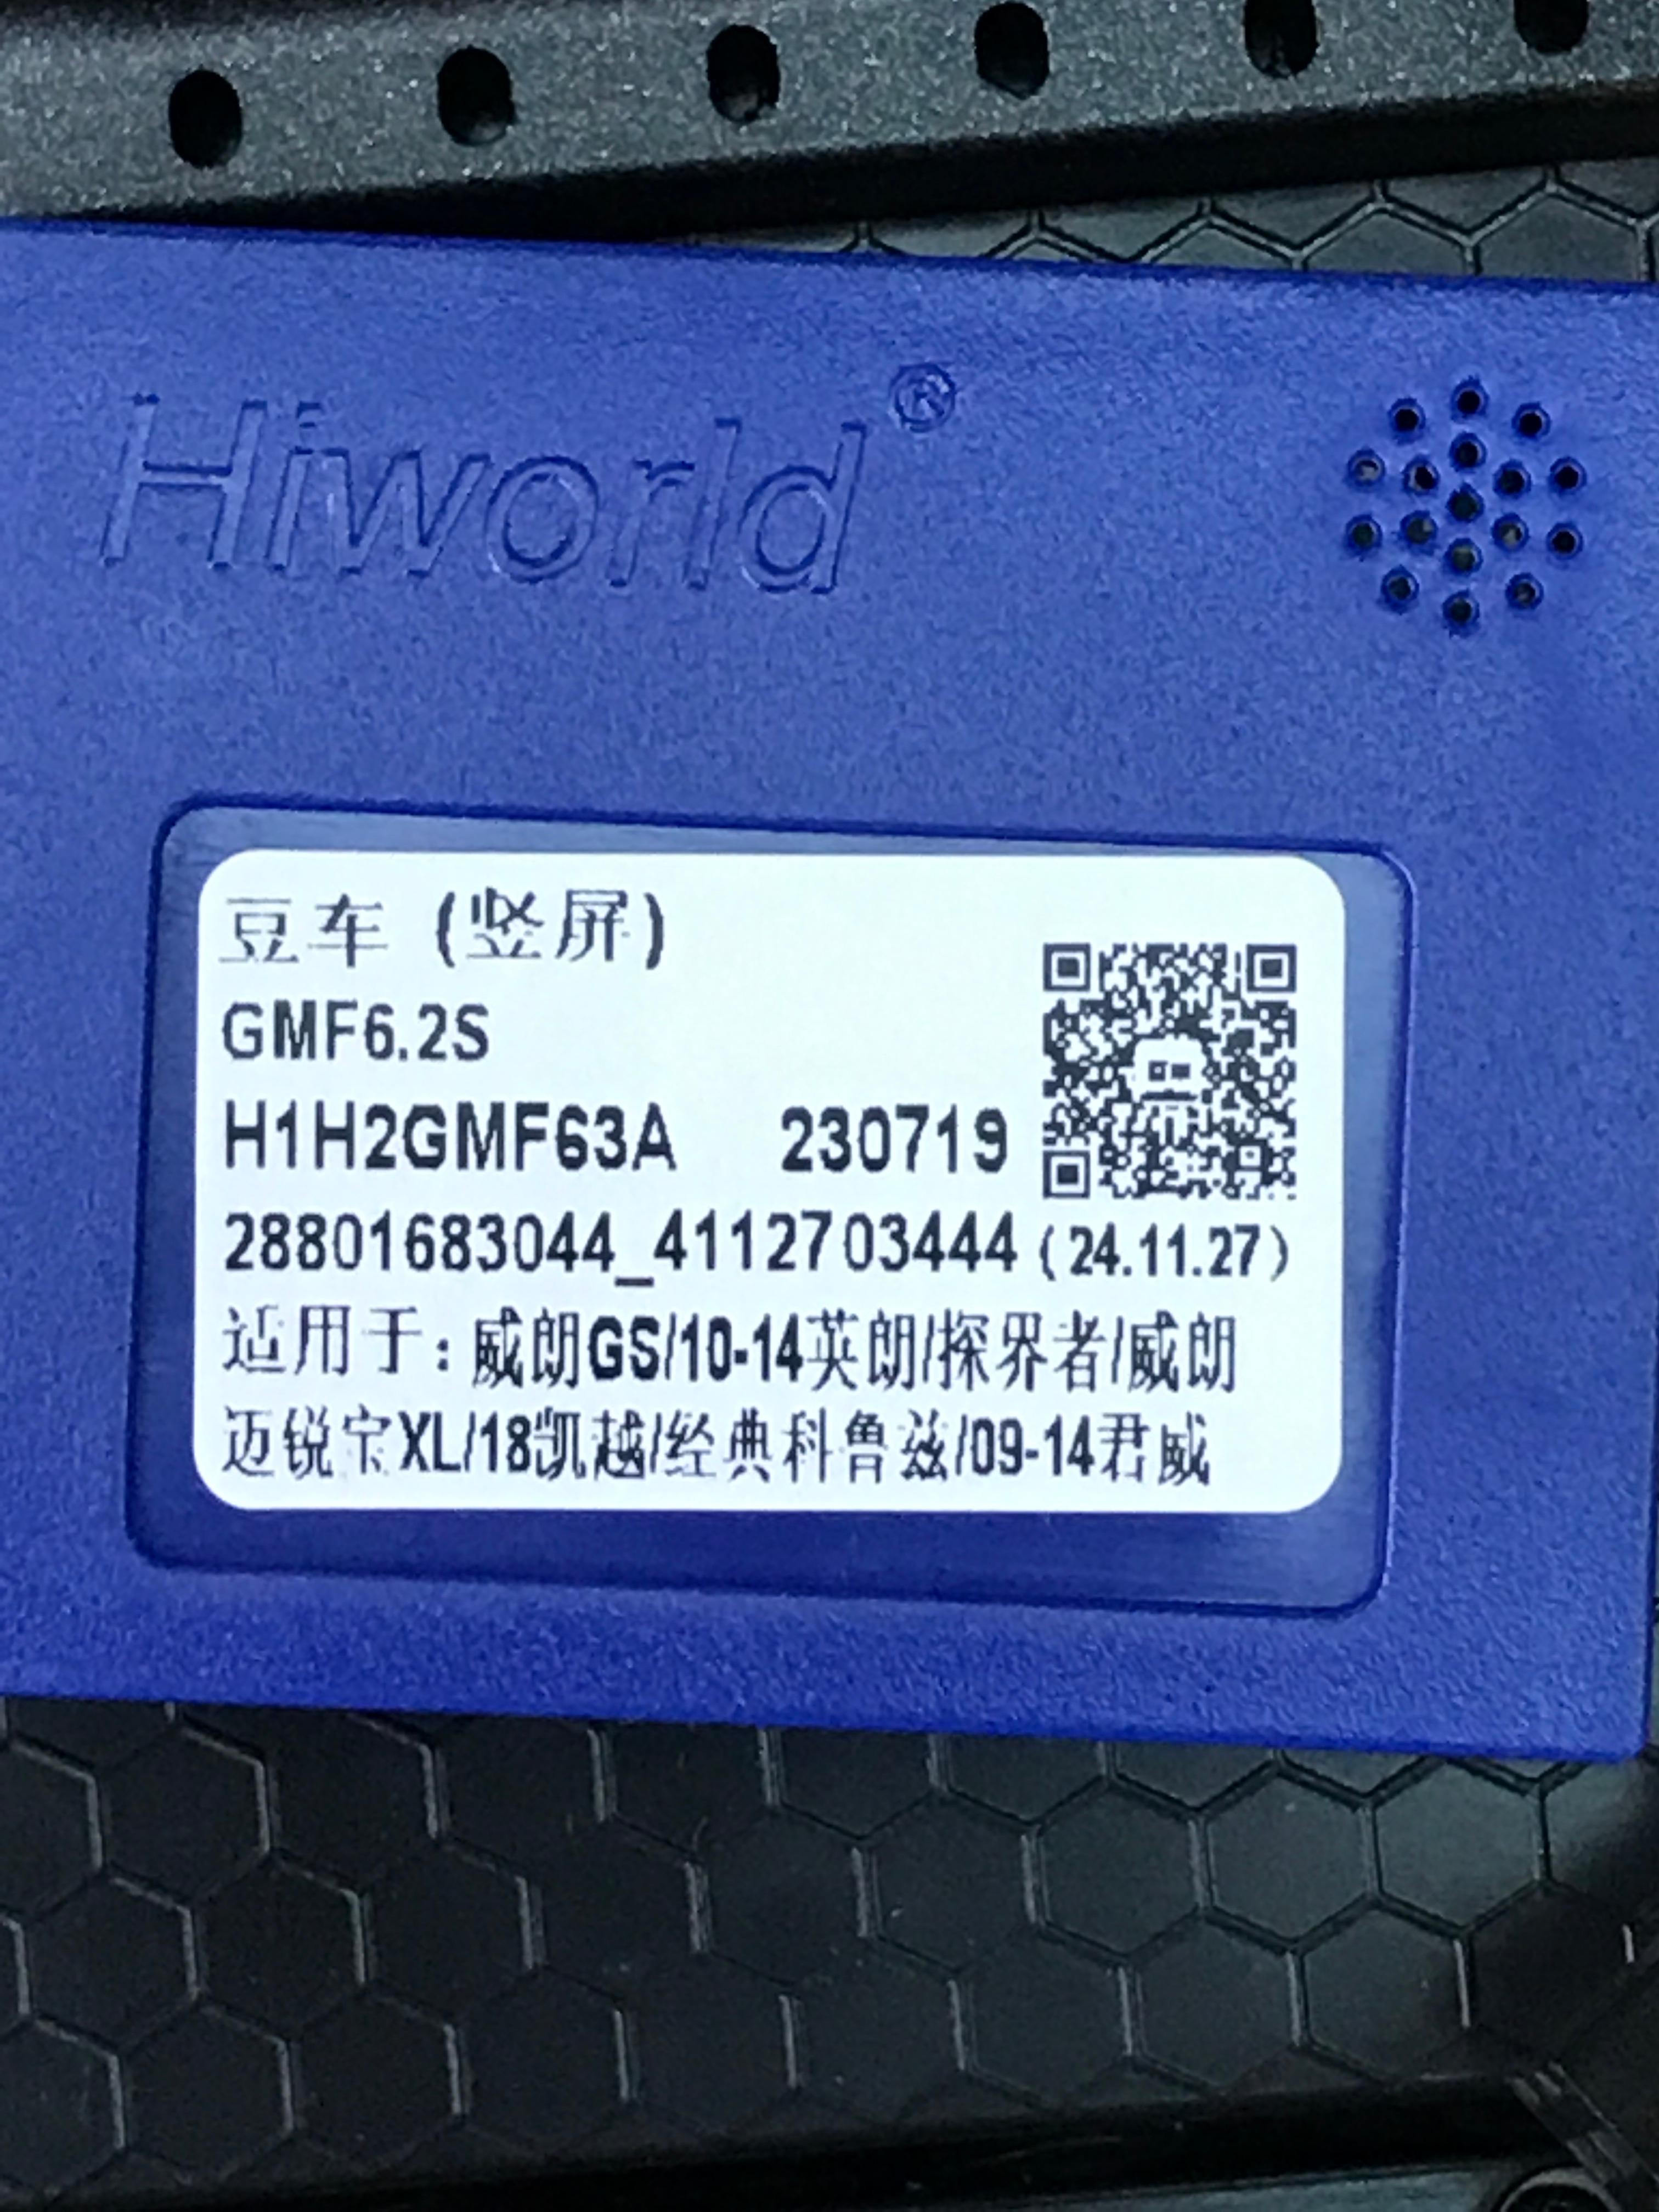 Hiworld®
豆车 (竖屏)
GMF6.2S
H1H2GMF63A 230719
28801683044_4112703444 (24.11.27)
适用于:威朗GS/10-14英朗/探界者/威朗
迈锐宝XL/18凯越/经典科鲁兹/09-14君威